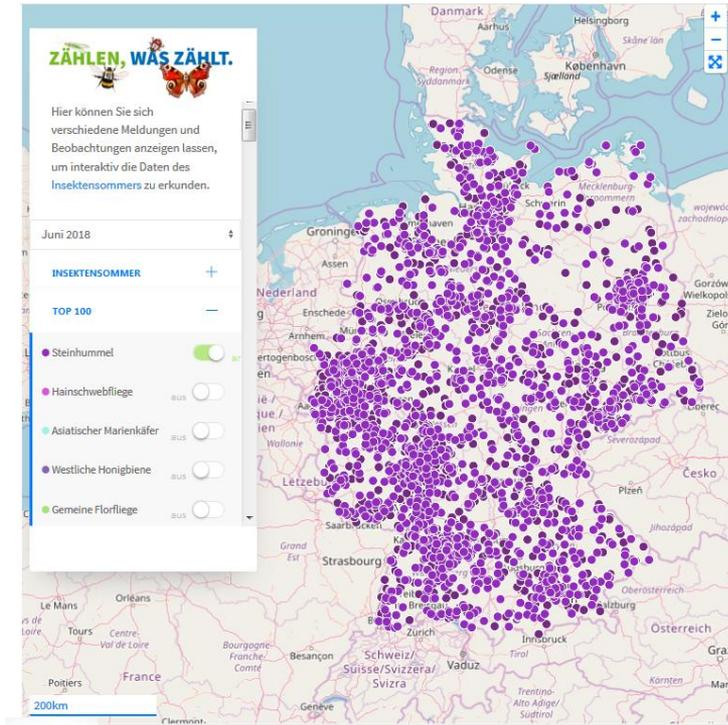 ZÄHLEN, WAS ZÄHLT.
Hier können Sie sich
verschiedene Meldungen und
Beobachtungen anzeigen lassen,
um interaktiv die Daten des
Insektensommers zu erkunden.
Juni 2018
INSEKTENSOMMER +
TOP 100 —
Steinhummel
Hainschwebfliege aus
Asiatischer Marienkäfer aus
Westliche Honigbiene aus
Gemeine Florfliege aus
+
−
Danmark
Aarhus
Helsingborg
Skåne län
Region
Syddanmark
Odense
København
Sjælland
Mecklenburg-
Schwerin
Groningen
Assen
Nederland
Enschede
Arnhem
Gorzów
Wielkopol
Cottbus
Wallonie
Severozápad
Česko
Plzeň
Jihozápad
Saarbrücken
Grand
Est
Strasbourg
Oberösterreich
Salzburg
Österreich
Le Mans
Orléans
Tours
Centre-
Val de Loire
Bourgogne
Franche-
Comté
Besançon
Zürich
Schweiz/
Suisse/Svizzera/
Svizra
Vaduz
Innsbruck
Tirol
Kärnten
Poitiers
France
Genève
Trentino-
Alto Adige/
Südtirol
200km
Clermont-